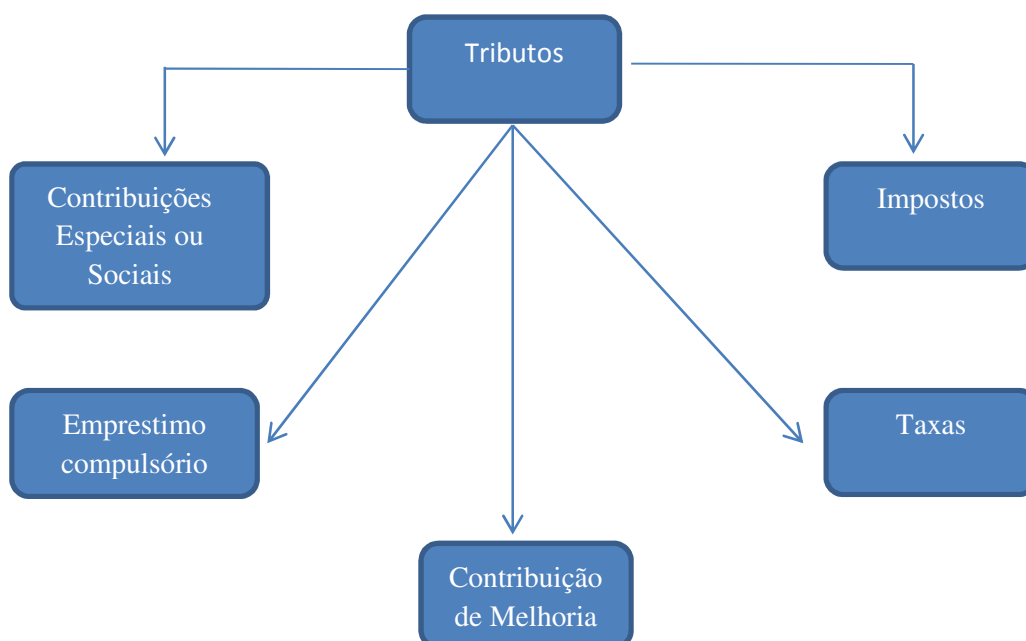 Tributos
Contribuições
Especiais ou
Sociais
Impostos
Emprestimo
compulsório
Taxas
Contribuição
de Melhoria